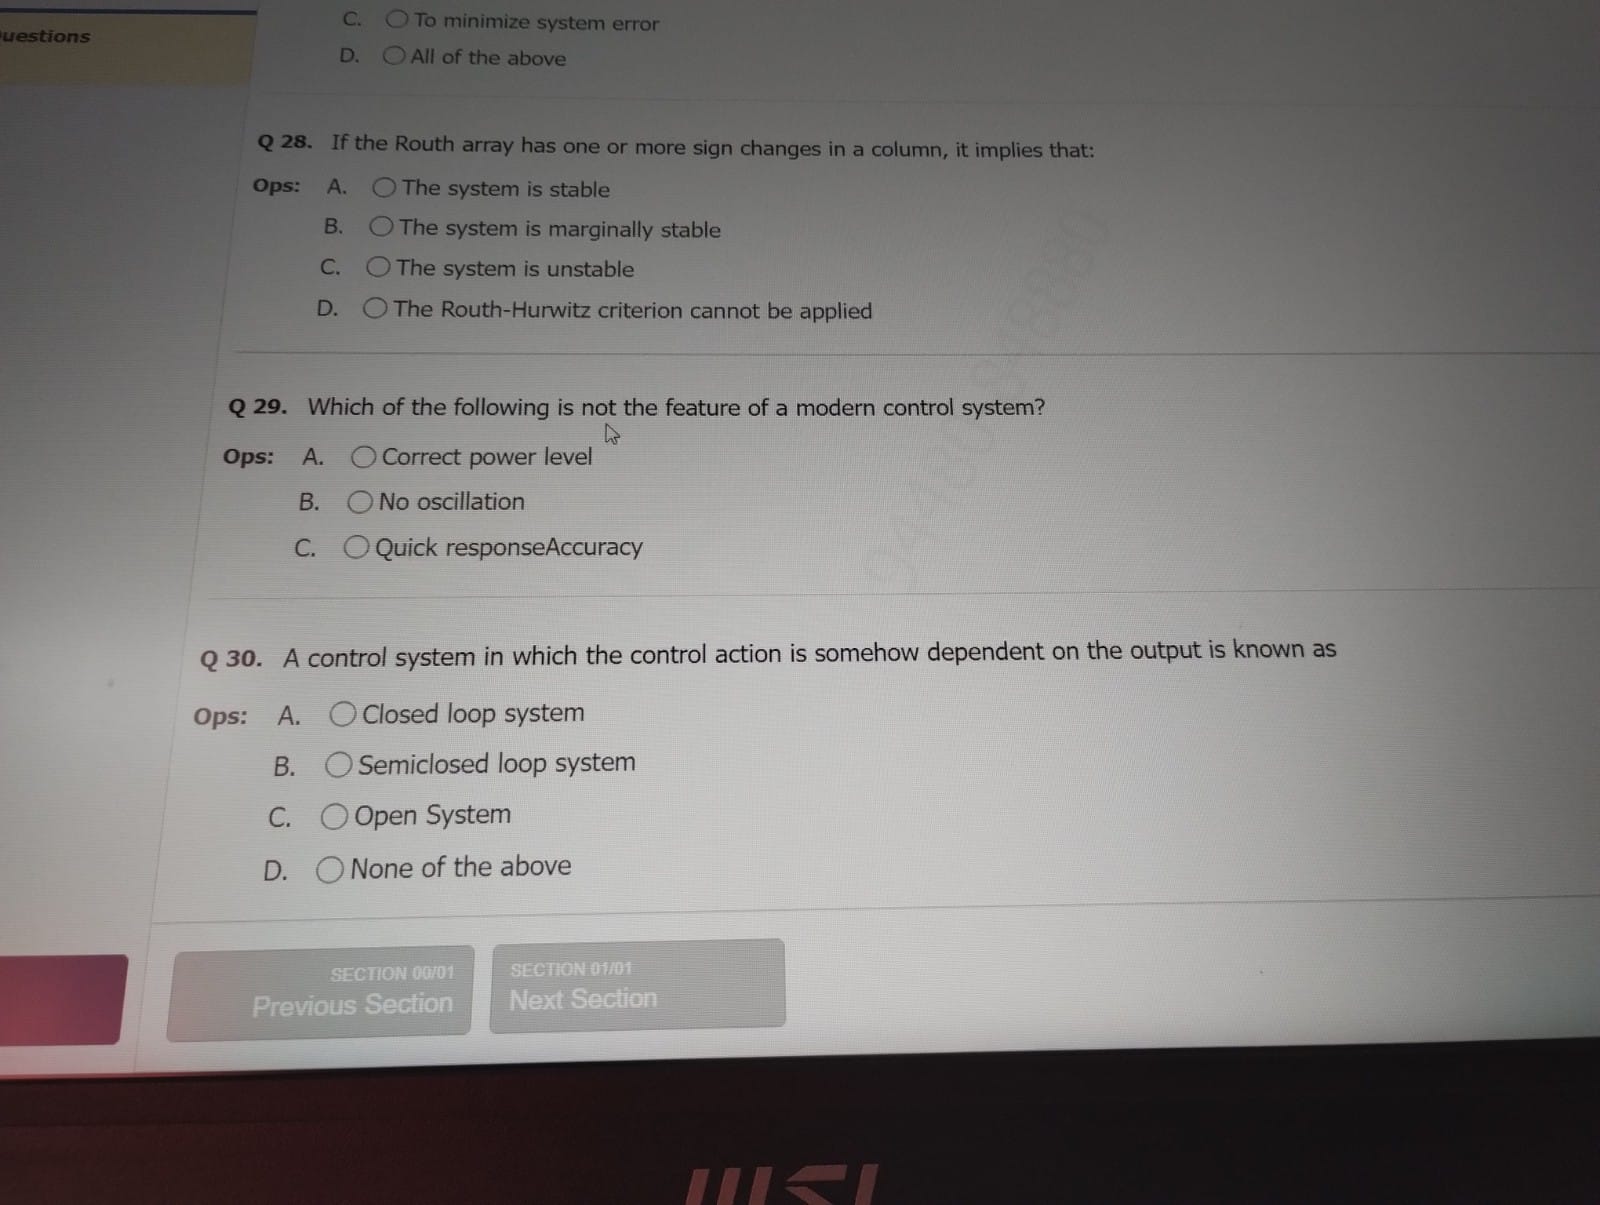 uestions
C. To minimize system error
D. All of the above
Q 28. If the Routh array has one or more sign changes in a column, it implies that:
Ops: A. The system is stable
B. The system is marginally stable
C. The system is unstable
D. The Routh-Hurwitz criterion cannot be applied
Q 29. Which of the following is not the feature of a modern control system?
Ops: A. Correct power level
B. No oscillation
C. Quick responseAccuracy
Q 30. A control system in which the control action is somehow dependent on the output is known as
Ops: A. Closed loop system
B. Semiclosed loop system
C. Open System
D. None of the above
SECTION 00/01
Previous Section
SECTION 01/01
Next Section
msi